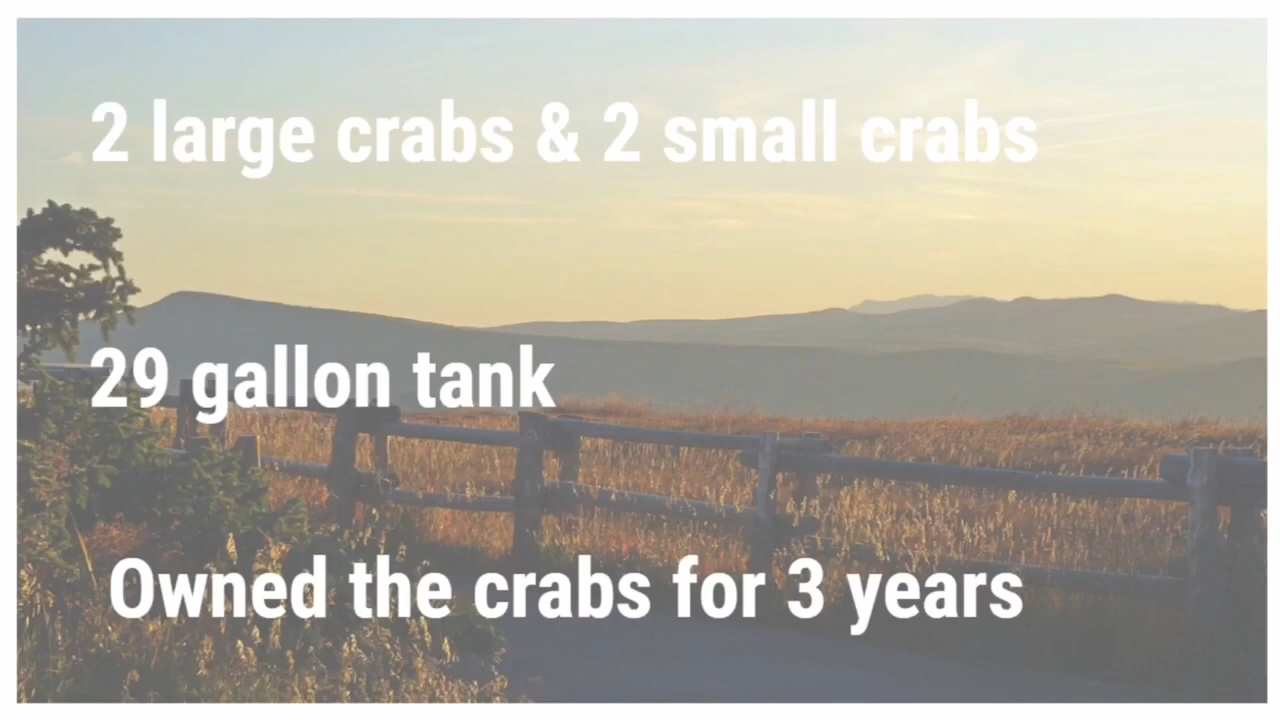 2 large crabs & 2 small crabs
29 gallon tank
Owned the crabs for 3 years